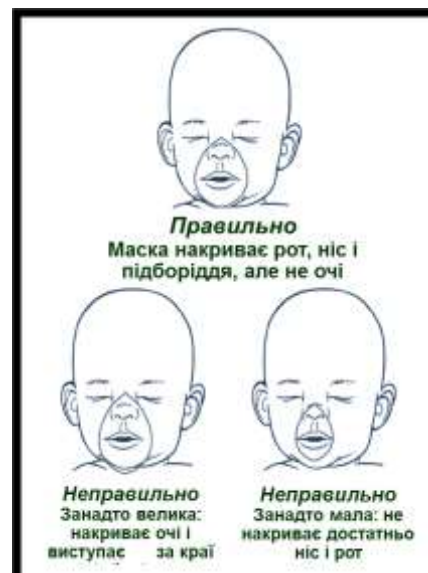 Правильно
Маска накриває рот, ніс і
підборіддя, але не очі
Неправильно
Занадто велика:
накриває очі і
виступає за краї
Неправильно
Занадто мала: не
накриває достатньо
ніс і рот